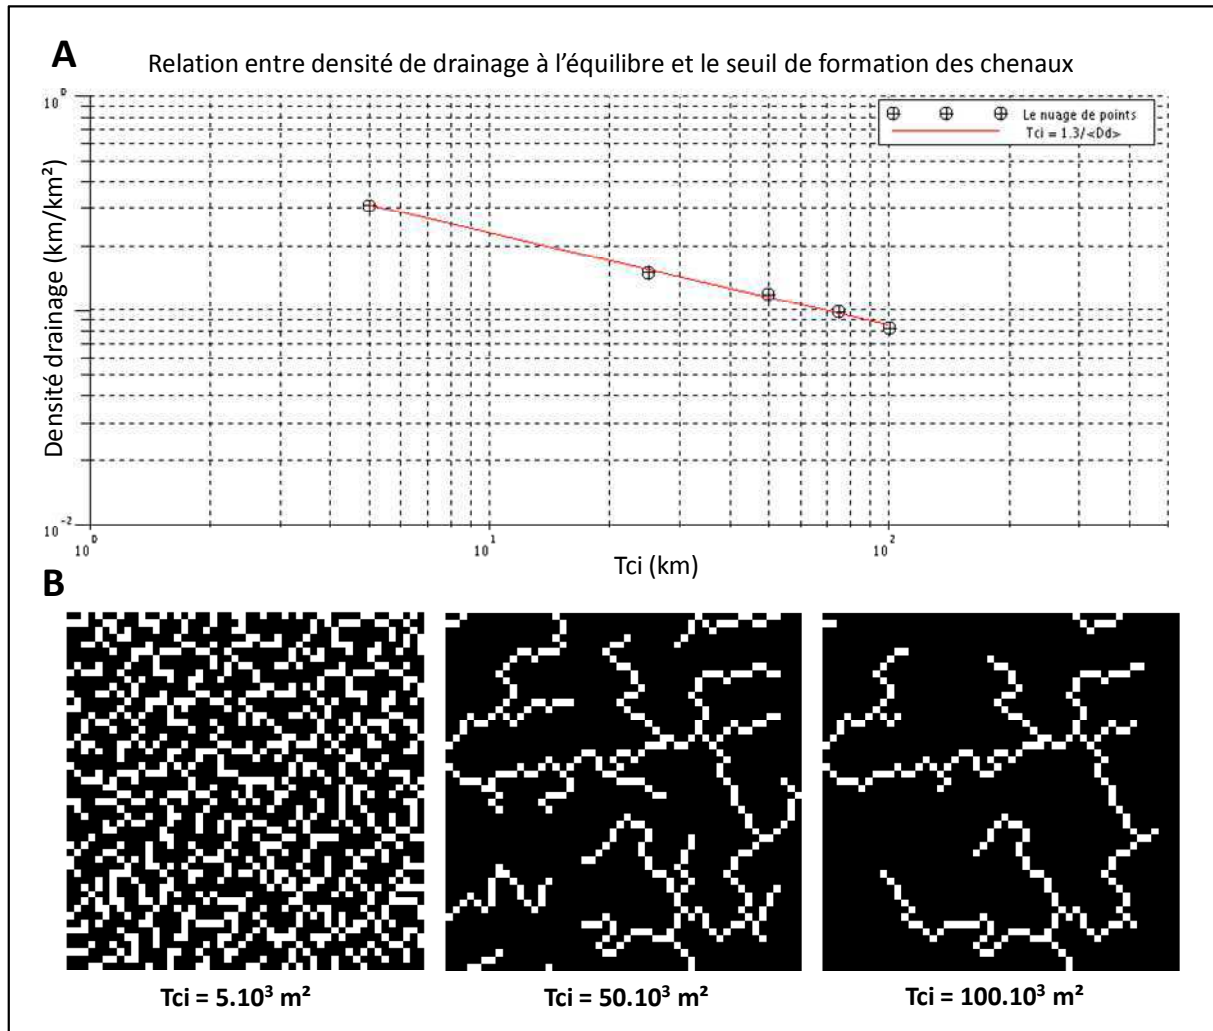 A
Relation entre densité de drainage à l'équilibre et le seuil de formation des chenaux
10⁰
Le nuage de points
Tci = 1.3/<Dd>
Densité drainage (km/km²)
10⁻²
10⁰
10¹
10²
Tci (km)
B
Tci = 5.10³ m²
Tci = 50.10³ m²
Tci = 100.10³ m²